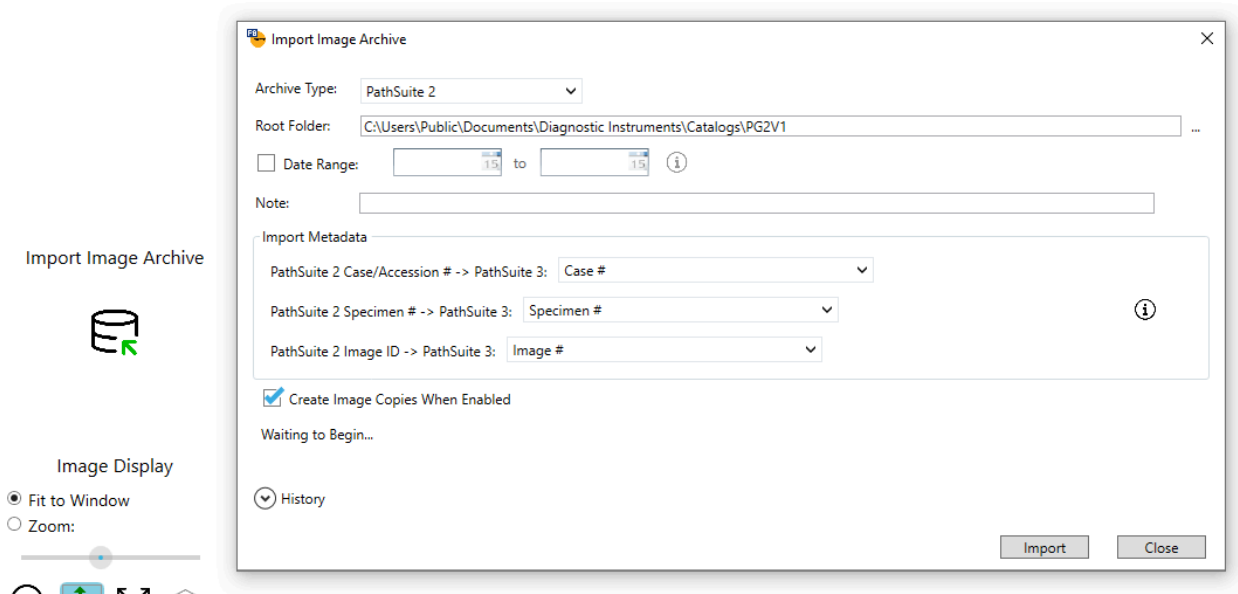 Import Image Archive
Archive Type: PathSuite 2
Root Folder: C:\Users\Public\Documents\Diagnostic Instruments\Catalogs\PG2V1 ...
Date Range: 15 to 15
Note:
Import Metadata
PathSuite 2 Case/Accession # -> PathSuite 3: Case #
PathSuite 2 Specimen # -> PathSuite 3: Specimen #
PathSuite 2 Image ID -> PathSuite 3: Image #
Create Image Copies When Enabled
Waiting to Begin...
History
Import Close
Import Image Archive
Image Display
Fit to Window
Zoom: